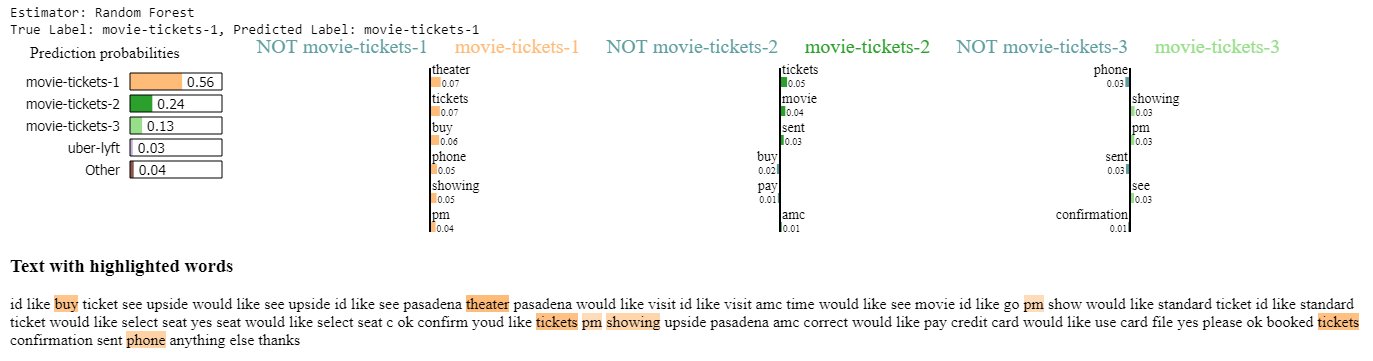 Estimator: Random Forest
True Label: movie-tickets-1, Predicted Label: movie-tickets-1
Prediction probabilities
movie-tickets-1 0.56
movie-tickets-2 0.24
movie-tickets-3 0.13
uber-lyft 0.03
Other 0.04
NOT movie-tickets-1 movie-tickets-1
theater
0.07
tickets
0.07
buy
0.06
phone
0.05
showing
0.05
pm
0.04
NOT movie-tickets-2 movie-tickets-2
tickets
0.05
movie
0.04
sent
0.03
buy
0.02
pay
0.01
amc
0.01
NOT movie-tickets-3 movie-tickets-3
phone
0.03
showing
0.03
pm
0.03
sent
0.03
see
0.03
confirmation
0.01
Text with highlighted words
id like buy ticket see upside would like see upside id like see pasadena theater pasadena would like visit id like visit amc time would like see movie id like go pm show would like standard ticket id like standard
ticket would like select seat yes seat would like select seat c ok confirm youd like tickets pm showing upside pasadena amc correct would like pay credit card would like use card file yes please ok booked tickets
confirmation sent phone anything else thanks